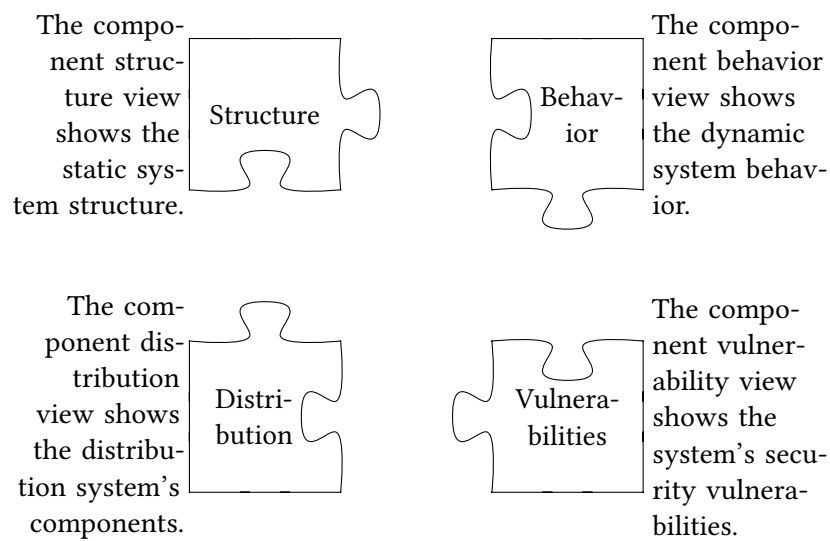 The compo-
nent struc-
ture view
shows the
static sys-
tem structure.
Structure
Behav-
ior
The compo-
nent behavior
view shows
the dynamic
system behav-
ior.
The com-
ponent dis-
tribution
view shows
the distribu-
tion system's
components.
Distri-
bution
Vulnera-
bilities
The compo-
nent vulner-
ability view
shows the
system's secu-
rity vulnera-
bilities.